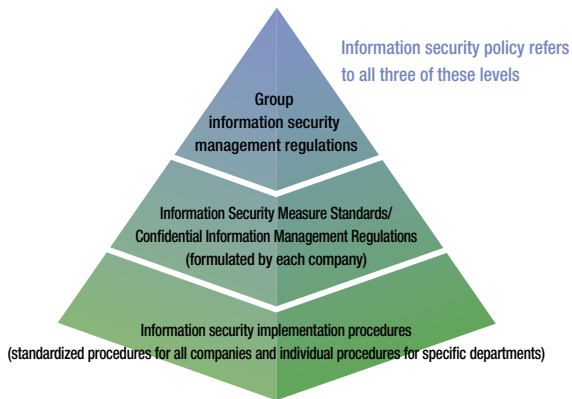 Information security policy refers
to all three of these levels
Group
information security
management regulations
Information Security Measure Standards/
Confidential Information Management Regulations
(formulated by each company)
Information security implementation procedures
(standardized procedures for all companies and individual procedures for specific departments)